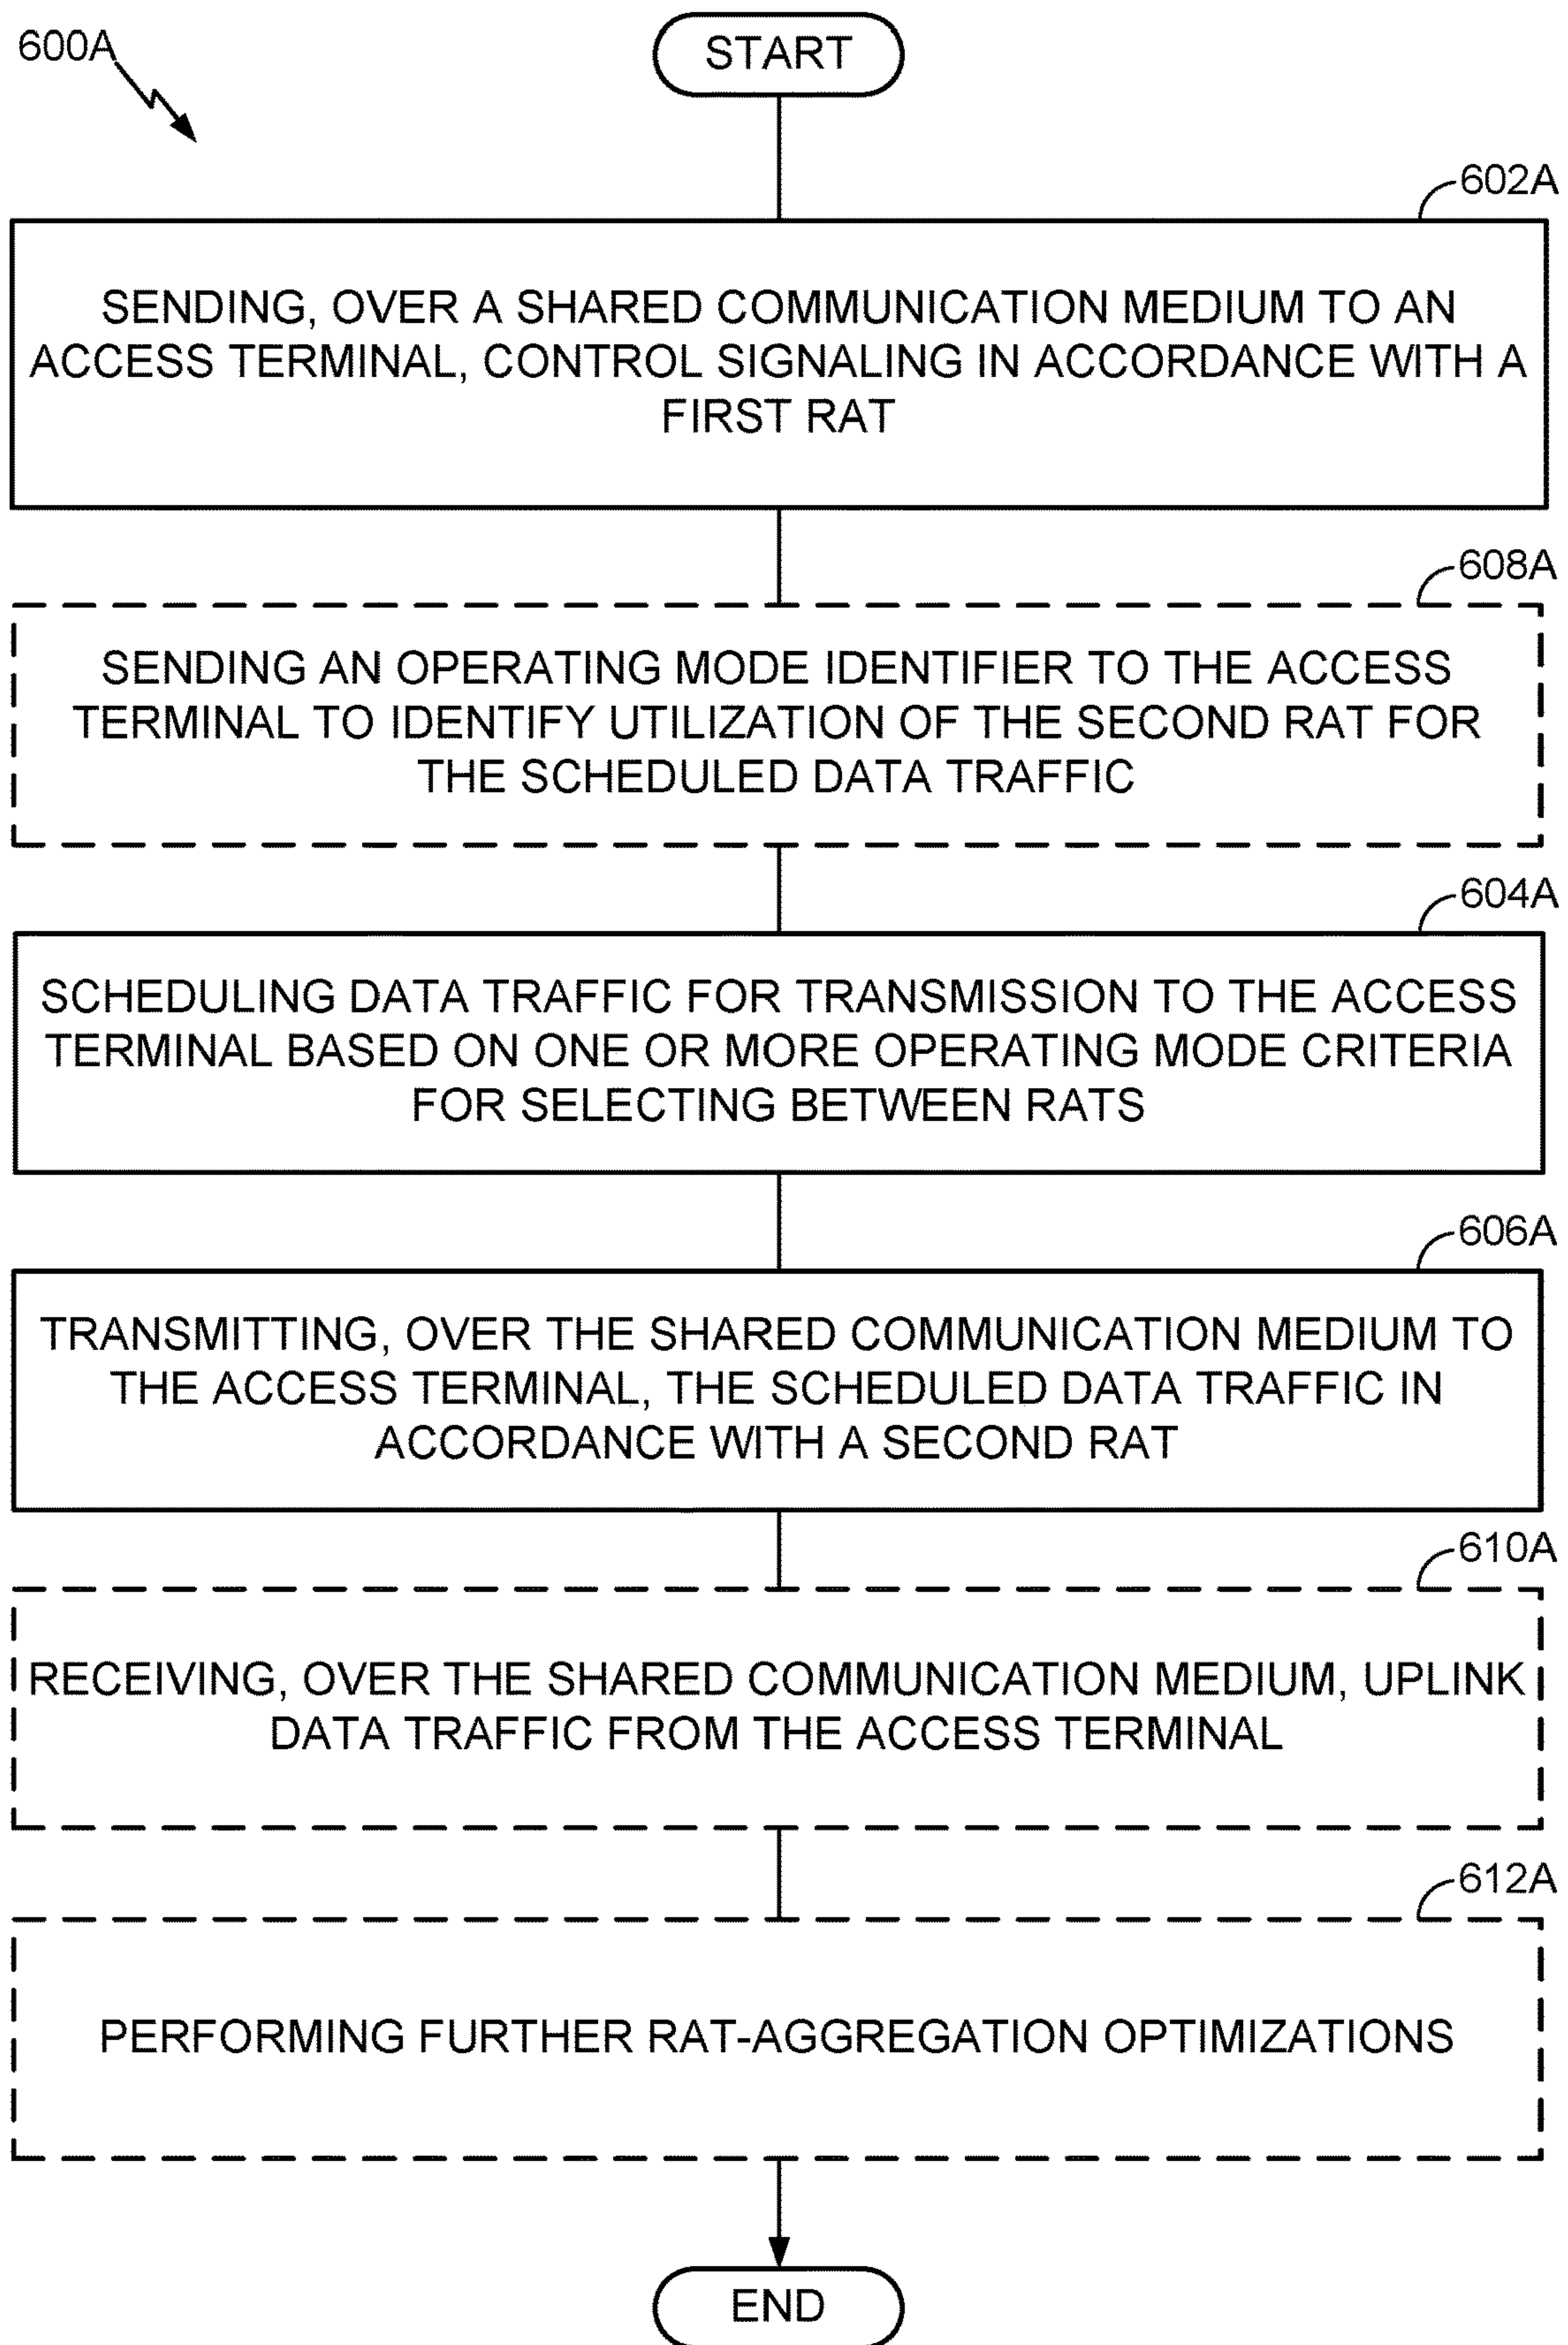 600A
START
602A
SENDING, OVER A SHARED COMMUNICATION MEDIUM TO AN
ACCESS TERMINAL, CONTROL SIGNALING IN ACCORDANCE WITH A
FIRST RAT
608A
SENDING AN OPERATING MODE IDENTIFIER TO THE ACCESS
TERMINAL TO IDENTIFY UTILIZATION OF THE SECOND RAT FOR
THE SCHEDULED DATA TRAFFIC
604A
SCHEDULING DATA TRAFFIC FOR TRANSMISSION TO THE ACCESS
TERMINAL BASED ON ONE OR MORE OPERATING MODE CRITERIA
FOR SELECTING BETWEEN RATS
606A
TRANSMITTING, OVER THE SHARED COMMUNICATION MEDIUM TO
THE ACCESS TERMINAL, THE SCHEDULED DATA TRAFFIC IN
ACCORDANCE WITH A SECOND RAT
610A
RECEIVING, OVER THE SHARED COMMUNICATION MEDIUM, UPLINK
DATA TRAFFIC FROM THE ACCESS TERMINAL
612A
PERFORMING FURTHER RAT-AGGREGATION OPTIMIZATIONS
END